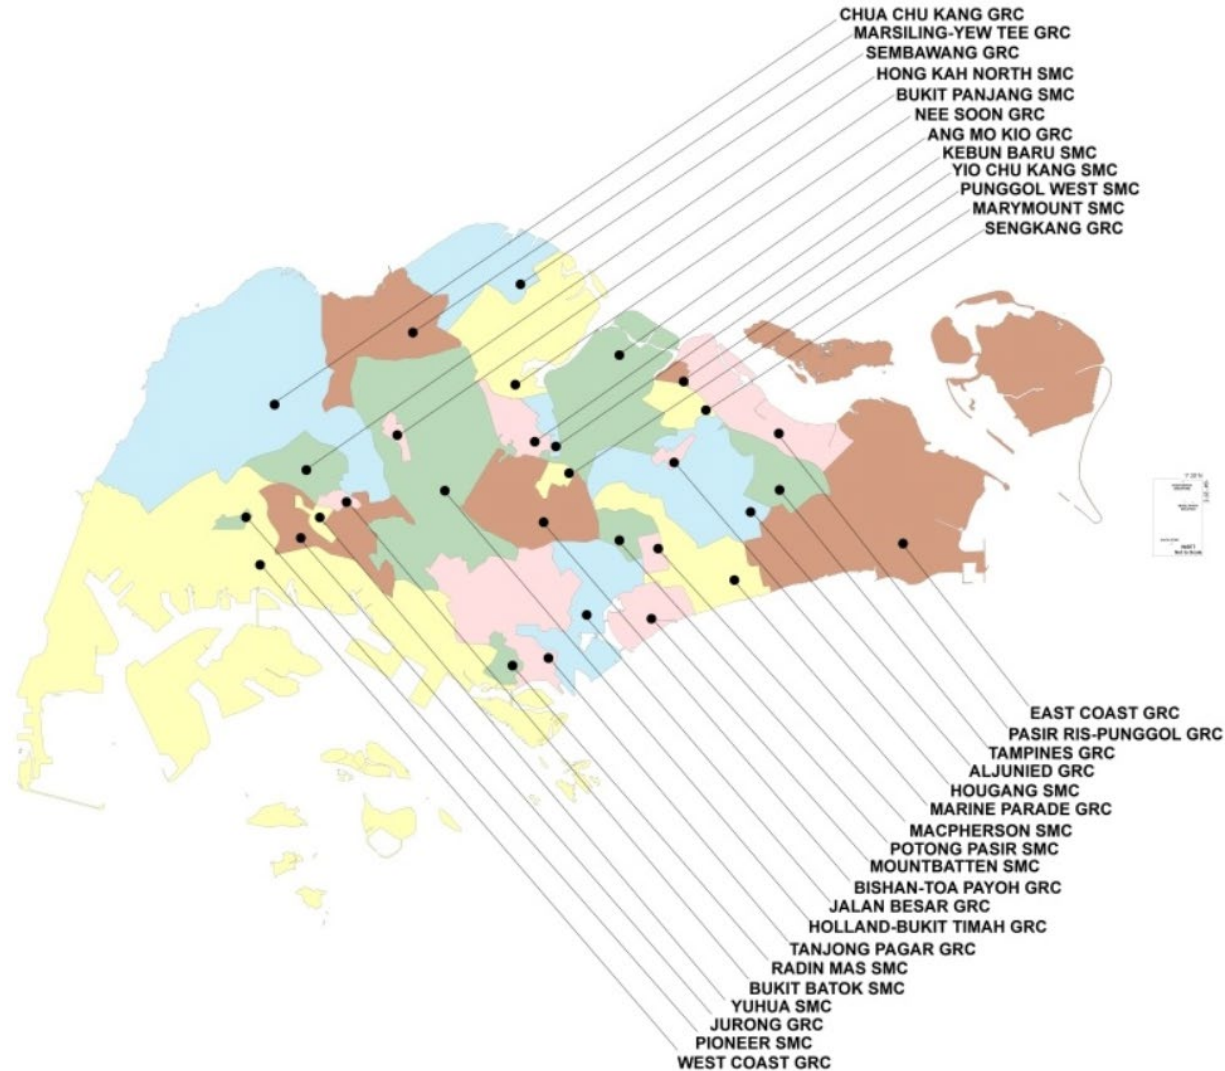 CHUA CHU KANG GRC
MARSILING-YEW TEE GRC
SEMBAWANG GRC
HONG KAH NORTH SMC
BUKIT PANJANG SMC
NEE SOON GRC
ANG MO KIO GRC
KEBUN BARU SMC
YIO CHU KANG SMC
PUNGGOL WEST SMC
MARYMOUNT SMC
SENGKANG GRC
EAST COAST GRC
PASIR RIS-PUNGGOL GRC
TAMPINES GRC
ALJUNIED GRC
HOUGANG SMC
MARINE PARADE GRC
MACPHERSON SMC
POTONG PASIR SMC
MOUNTBATTEN SMC
BISHAN-TOA PAYOH GRC
JALAN BESAR GRC
HOLLAND-BUKIT TIMAH GRC
TANJONG PAGAR GRC
RADIN MAS SMC
BUKIT BATOK SMC
YUHUA SMC
JURONG GRC
PIONEER SMC
WEST COAST GRC